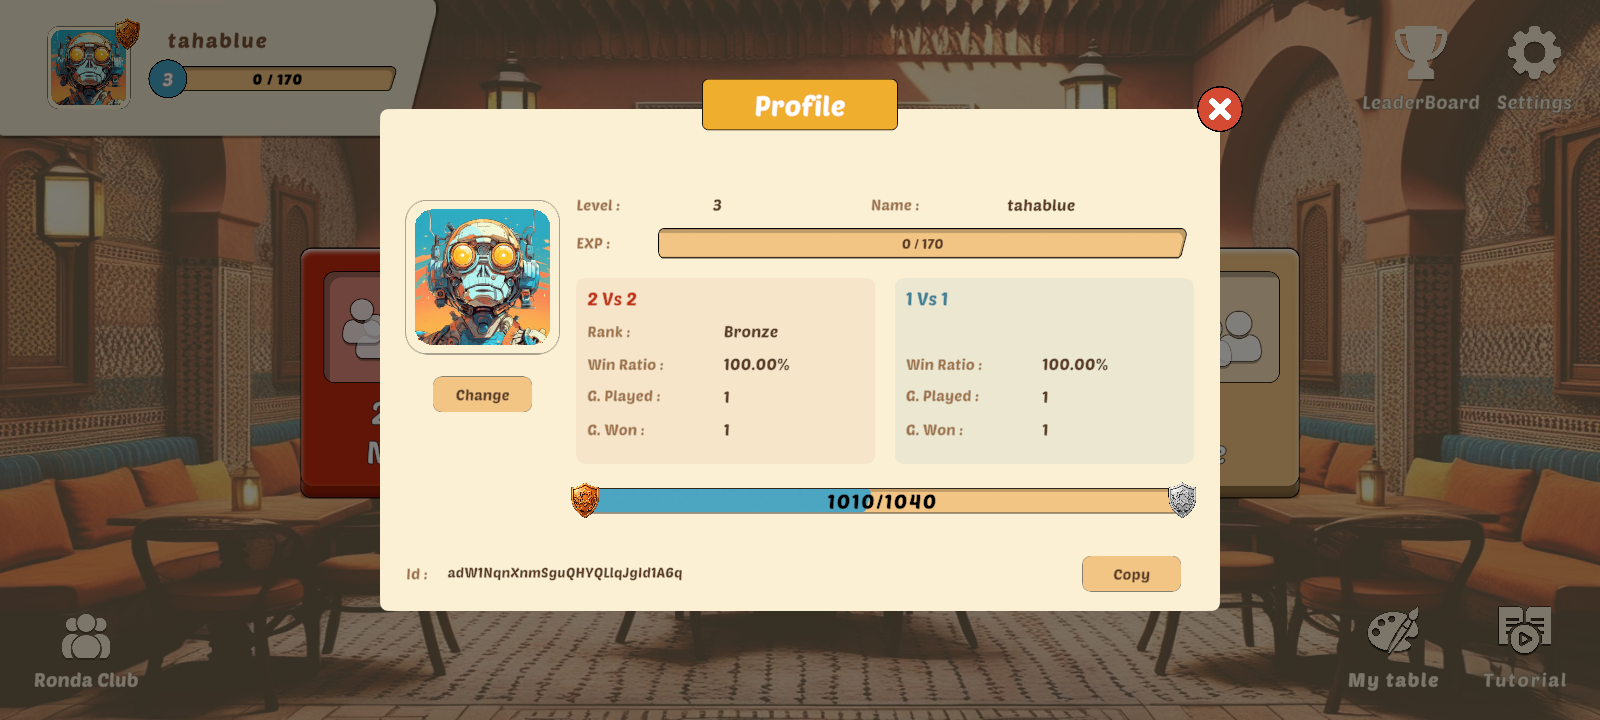 tahablue
3
0 / 170
LeaderBoard
Settings
Profile
Level :
3
Name :
tahablue
EXP :
0 / 170
2 Vs 2
Rank :
Bronze
Win Ratio :
100.00%
G. Played :
1
G. Won :
1
1 Vs 1
Win Ratio :
100.00%
G. Played :
1
G. Won :
1
Change
1010/1040
Id :
adW1NqnXnmSguQHYQLlqJgId1A6q
Copy
Ronda Club
My table
Tutorial